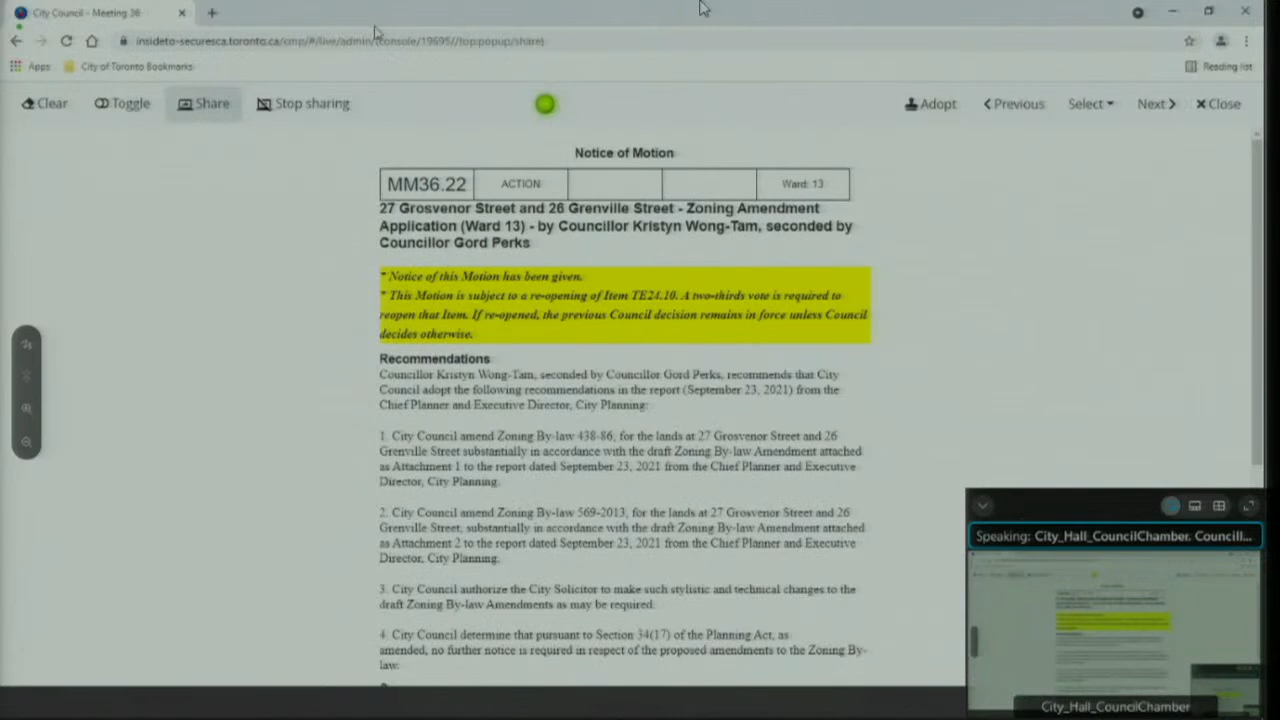 City Council - Meeting 36
insideto-securesca.toronto.ca/cmp/#/live/admin/(console/19695//top:popup/share)
Apps
City of Toronto Bookmarks
Reading list
Clear
Toggle
Share
Stop sharing
Adopt
Previous
Select
Next
Close
Notice of Motion
MM36.22 ACTION Ward: 13
27 Grosvenor Street and 26 Grenville Street - Zoning Amendment
Application (Ward 13) - by Councillor Kristyn Wong-Tam, seconded by
Councillor Gord Perks
* Notice of this Motion has been given.
* This Motion is subject to a re-opening of Item TE24.10. A two-thirds vote is required to
reopen that Item. If re-opened, the previous Council decision remains in force unless Council
decides otherwise.
Recommendations
Councillor Kristyn Wong-Tam, seconded by Councillor Gord Perks, recommends that City
Council adopt the following recommendations in the report (September 23, 2021) from the
Chief Planner and Executive Director, City Planning:
1. City Council amend Zoning By-law 438-86, for the lands at 27 Grosvenor Street and 26
Grenville Street substantially in accordance with the draft Zoning By-law Amendment attached
as Attachment 1 to the report dated September 23, 2021 from the Chief Planner and Executive
Director, City Planning.
2. City Council amend Zoning By-law 569-2013, for the lands at 27 Grosvenor Street and 26
Grenville Street, substantially in accordance with the draft Zoning By-law Amendment attached
as Attachment 2 to the report dated September 23, 2021 from the Chief Planner and Executive
Director, City Planning.
3. City Council authorize the City Solicitor to make such stylistic and technical changes to the
draft Zoning By-law Amendments as may be required.
4. City Council determine that pursuant to Section 34(17) of the Planning Act, as
amended, no further notice is required in respect of the proposed amendments to the Zoning By-
law.
Speaking: City_Hall_CouncilChamber, Councill...
City_Hall_CouncilChamber